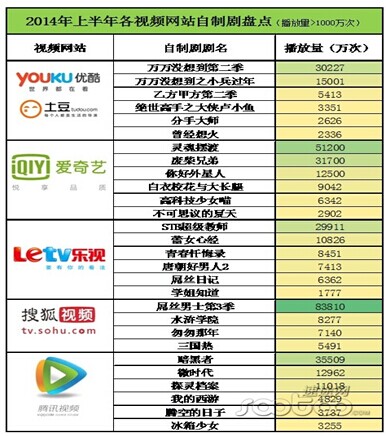 2014年上半年各视频网站自制剧盘点（播放量>1000万次）
视频网站 自制剧剧名 播放量（万次）
YOUKU 优酷
世界都在看
土豆 tudou.com
每个人都是生活的导演
万万没想到第二季 30227
万万没想到之小兵过年 15001
乙方甲方第二季 5413
绝世高手之大侠卢小鱼 3351
分手大师 2626
曾经想火 2336
QIY 爱奇艺
悦享品质
灵魂摆渡 51200
废柴兄弟 31700
你好外星人 12500
白衣校花与大长腿 9042
高科技少女喵 6342
不可思议的夏天 2902
Letv 乐视
STB超级教师 29911
蕾女心经 10826
青春忏悔录 8451
唐朝好男人2 7413
屌丝日记 6362
学姐知道 1777
搜狐视频
tv.sohu.com
屌丝男士第3季 83810
水浒学院 8277
匆匆那年 7140
三国热 5491
腾讯视频
暗黑者 35509
微时代 12962
探灵档案 11018
我的西游 4829
腾空的日子 3737
冰箱少女 3255